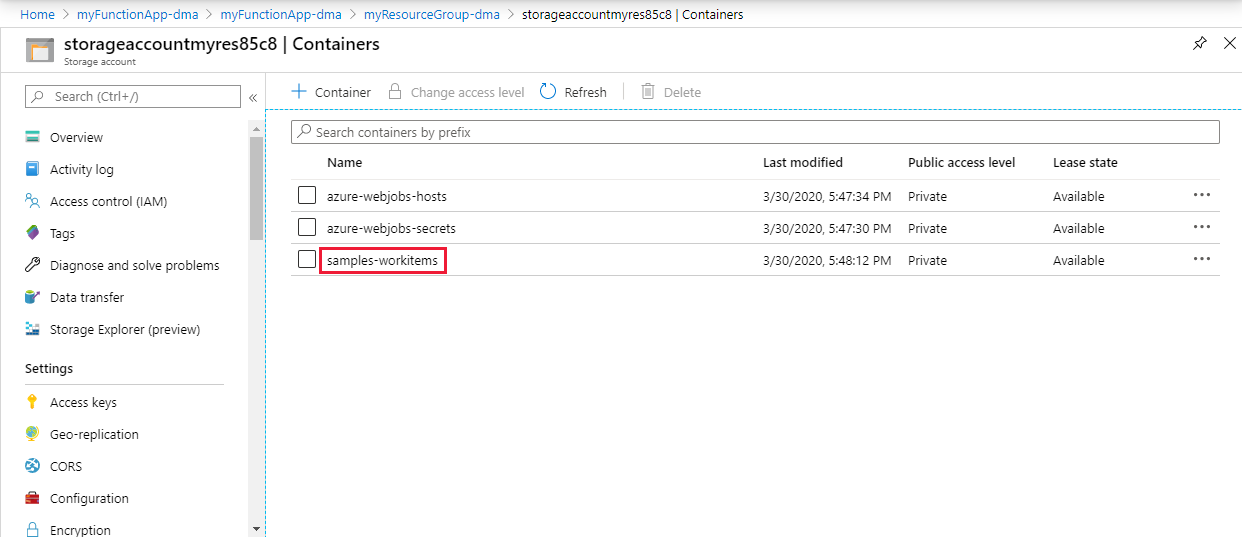 Home > myFunctionApp-dma > myFunctionApp-dma > myResourceGroup-dma > storageaccountmyres85c8 | Containers
storageaccountmyres85c8 | Containers
Storage account
Search (Ctrl+/)
«
Overview
Activity log
Access control (IAM)
Tags
Diagnose and solve problems
Data transfer
Storage Explorer (preview)
Settings
Access keys
Geo-replication
CORS
Configuration
Encryption
Container Change access level Refresh Delete
Search containers by prefix
Name Last modified Public access level Lease state
azure-webjobs-hosts 3/30/2020, 5:47:34 PM Private Available ...
azure-webjobs-secrets 3/30/2020, 5:47:30 PM Private Available ...
samples-workitems 3/30/2020, 5:48:12 PM Private Available ...